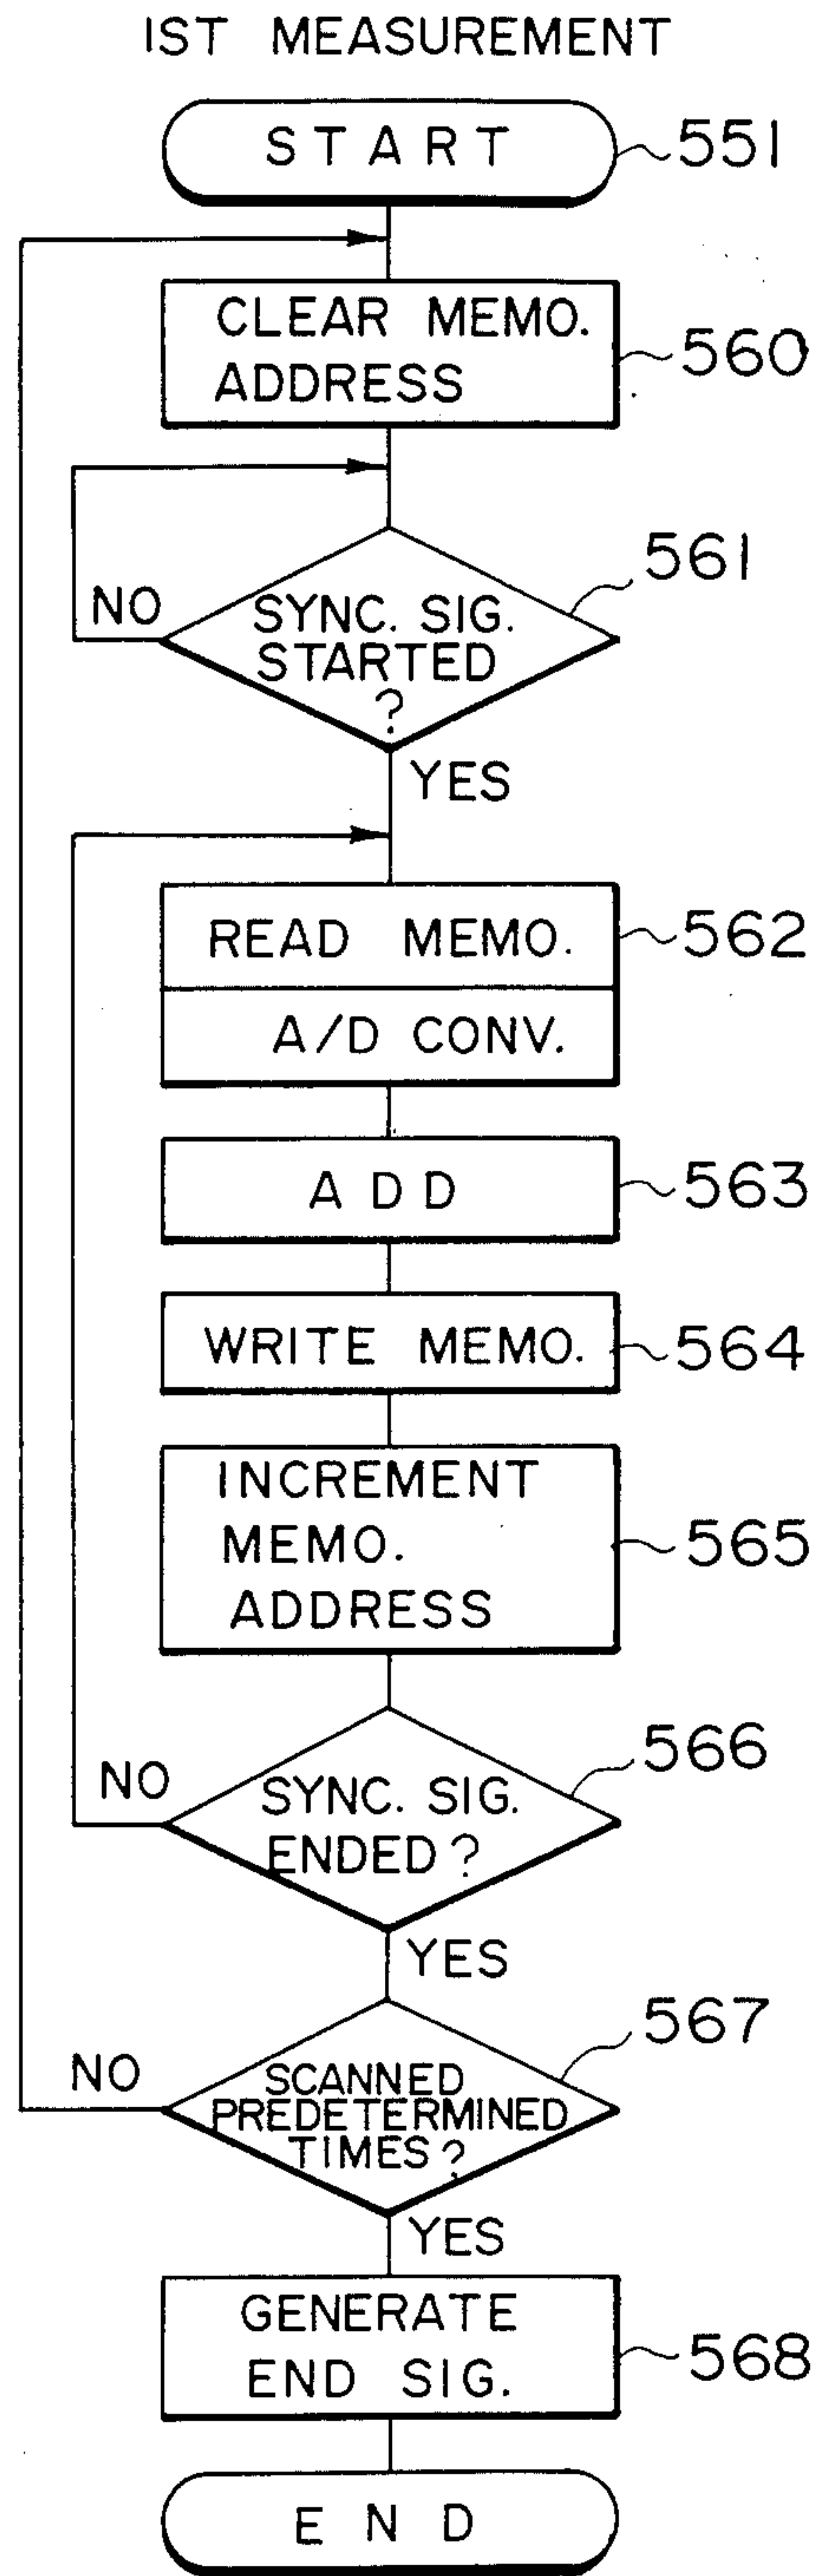 1ST MEASUREMENT
START
551
CLEAR MEMO.
ADDRESS
560
561
NO
SYNC. SIG.
STARTED
?
YES
READ MEMO.
562
A/D CONV.
ADD
563
WRITE MEMO.
564
INCREMENT
MEMO.
ADDRESS
565
566
NO
SYNC. SIG.
ENDED?
YES
567
NO
SCANNED
PREDETERMINED
TIMES?
YES
GENERATE
END SIG.
568
END